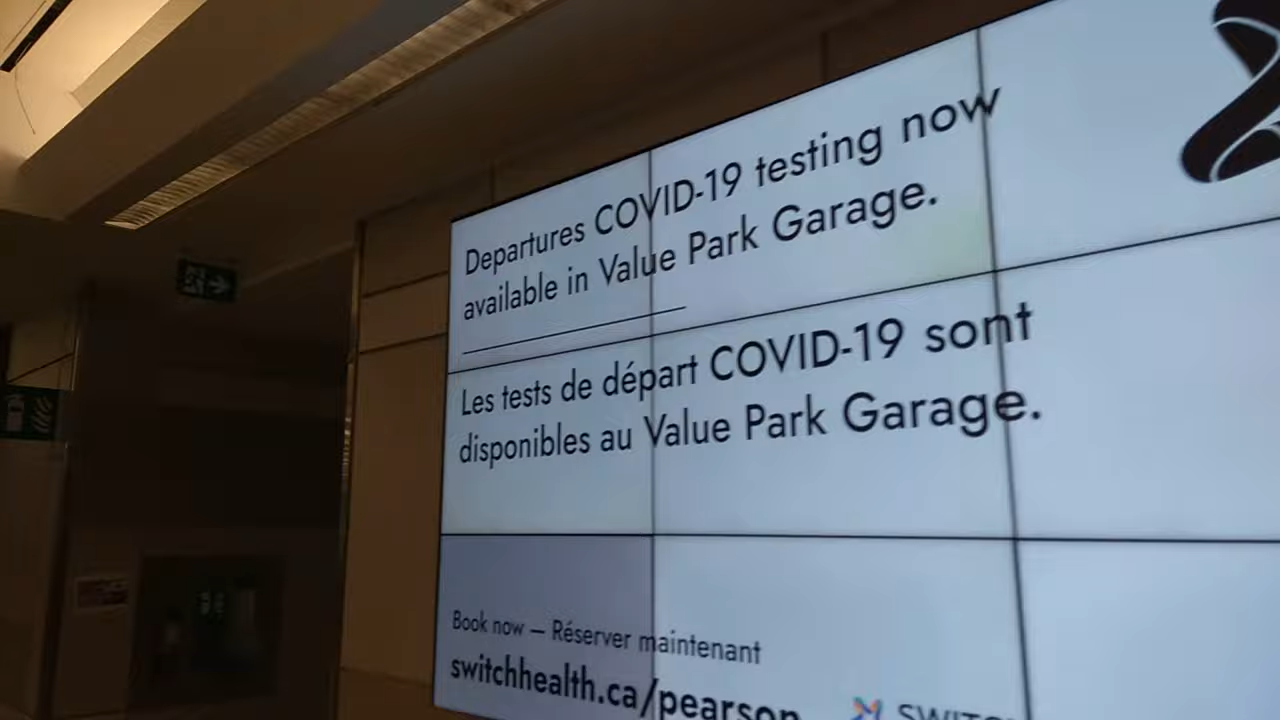 Departures COVID-19 testing now
available in Value Park Garage.
Les tests de départ COVID-19 sont
disponibles au Value Park Garage.
Book now – Réserver maintenant
switchhealth.ca/pearson